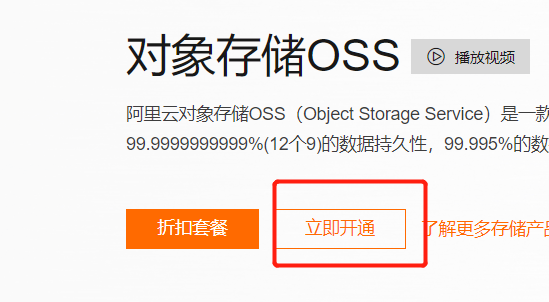 对象存储OSS 播放视频
阿里云对象存储OSS（Object Storage Service）是一款
99.9999999999%(12个9)的数据持久性，99.995%的数
折扣套餐 立即开通 了解更多存储产品